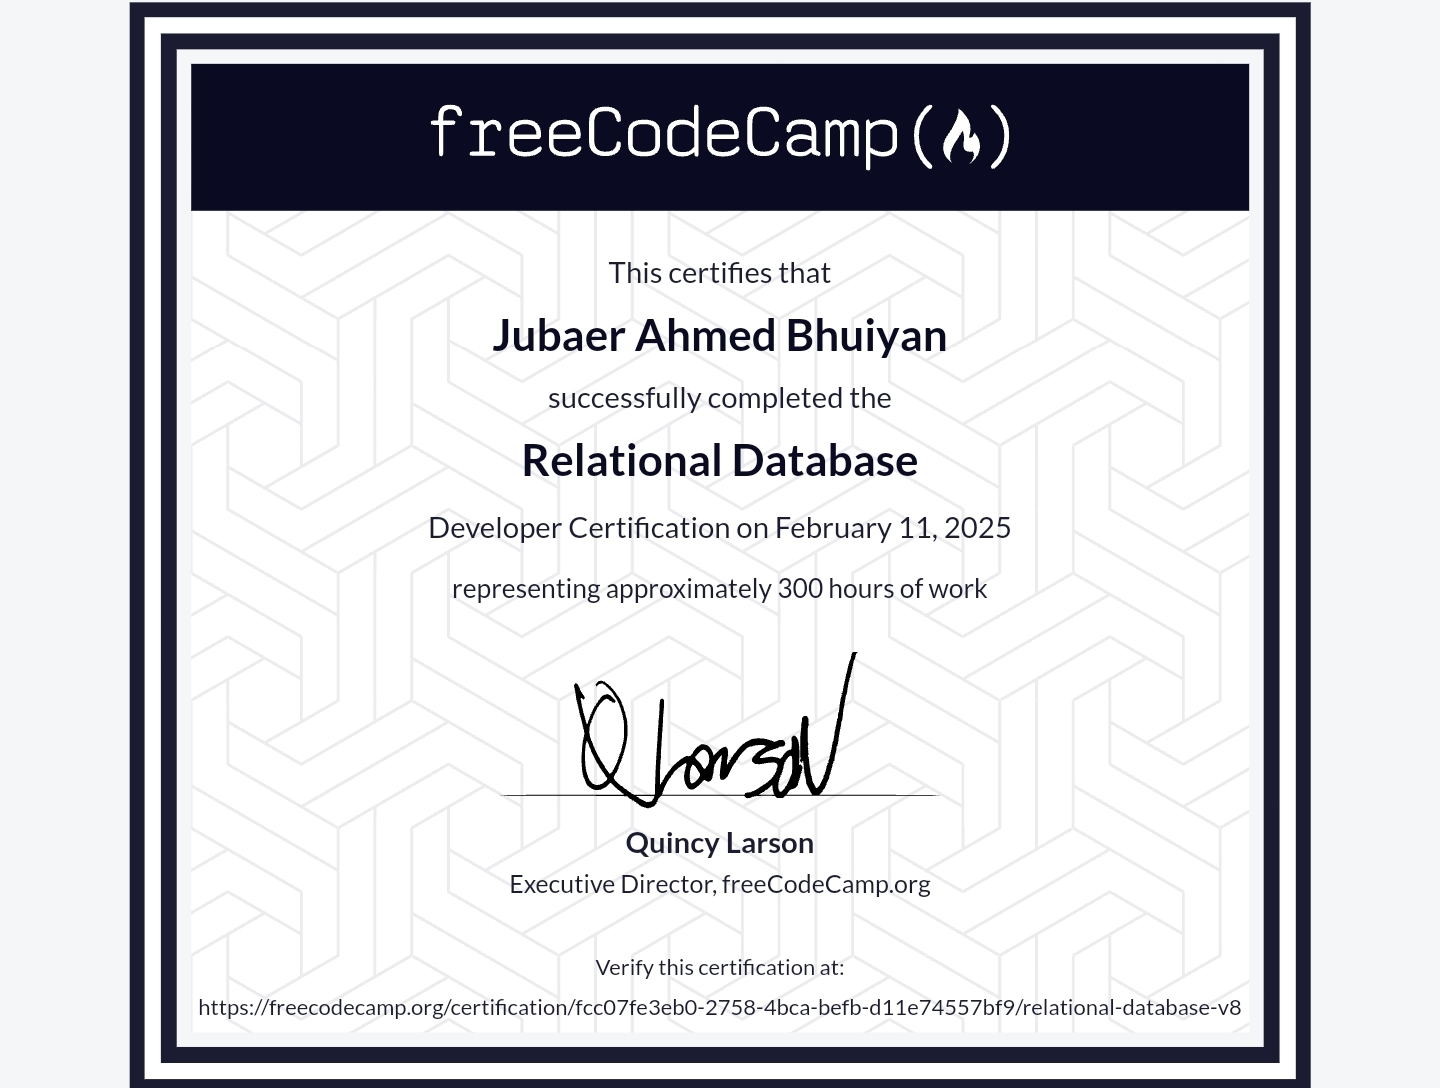 freeCodeCamp
This certifies that
Jubaer Ahmed Bhuiyan
successfully completed the
Relational Database
Developer Certification on February 11, 2025
representing approximately 300 hours of work
Quincy Larson
Executive Director, freeCodeCamp.org
Verify this certification at:
https://freecodecamp.org/certification/fcc07fe3eb0-2758-4bca-befb-d11e74557bf9/relational-database-v8